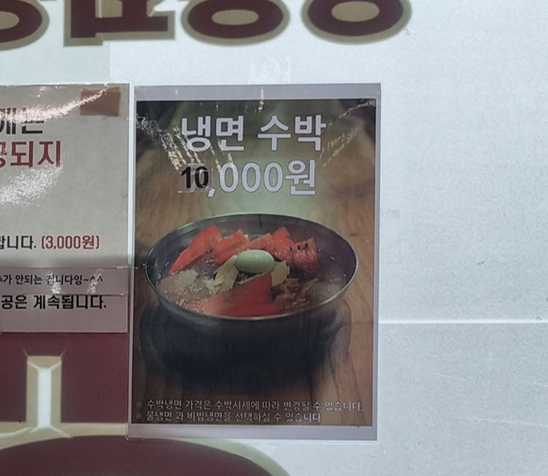 냉면 수박
10,000원
※ 수박냉면 가격은 수박시세에 따라 변경될 수 있습니다.
※ 물냉면과 비빔냉면을 선택하실 수 있습니다
에는
공되지
합니다. (3,000원)
가 안되는 겁니다잉~^^
공은 계속됩니다.